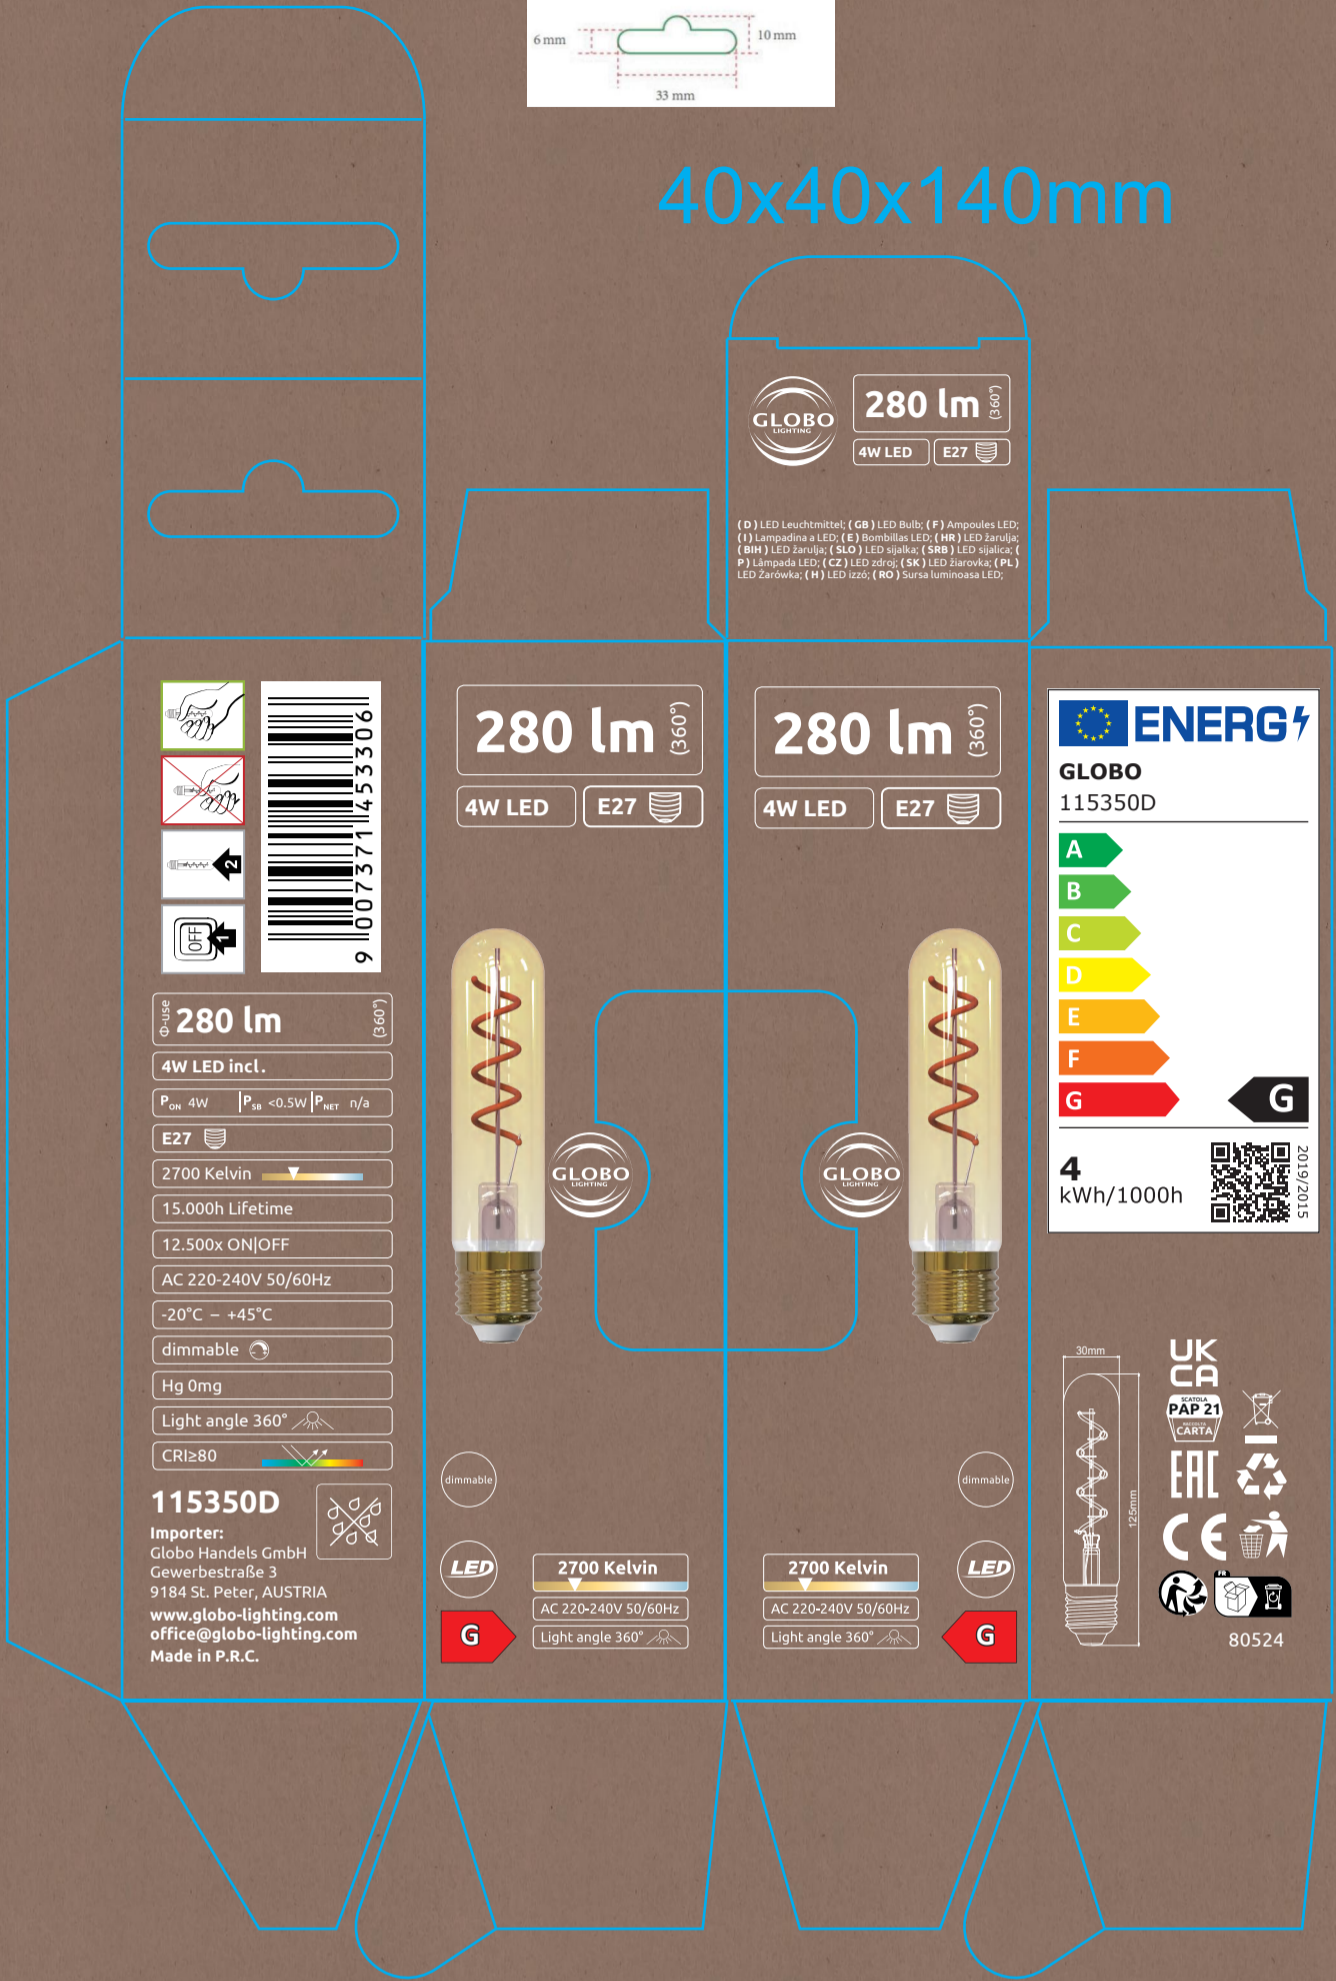 6 mm
10 mm
33 mm
40x40x140mm
GLOBO
LIGHTING
280 lm
(360°)
4W LED
E27
( D ) LED Leuchtmittel; ( GB ) LED Bulb; ( F ) Ampoules LED;
( I ) Lampadina a LED; ( E ) Bombillas LED; ( HR ) LED žarulja;
( BIH ) LED žarulja; ( SLO ) LED sijalka; ( SRB ) LED sijalica; (
P ) Lâmpada LED; ( CZ ) LED zdroj; ( SK ) LED žiarovka; ( PL )
LED Żarówka; ( H ) LED izzó; ( RO ) Sursa luminoasa LED;
2
OFF
1
9 007371 453306
Φ-use
280 lm
(360°)
4W LED incl.
PON 4W
PSB <0.5W
PNET n/a
E27
2700 Kelvin
15.000h Lifetime
12.500x ON|OFF
AC 220-240V 50/60Hz
-20°C – +45°C
dimmable
Hg 0mg
Light angle 360°
CRI≥80
115350D
Importer:
Globo Handels GmbH
Gewerbestraße 3
9184 St. Peter, AUSTRIA
www.globo-lighting.com
office@globo-lighting.com
Made in P.R.C.
280 lm
(360°)
4W LED
E27
GLOBO
LIGHTING
dimmable
LED
G
2700 Kelvin
AC 220-240V 50/60Hz
Light angle 360°
280 lm
(360°)
4W LED
E27
GLOBO
LIGHTING
dimmable
LED
2700 Kelvin
AC 220-240V 50/60Hz
Light angle 360°
G
ENERG
GLOBO
115350D
A
B
C
D
E
F
G
G
4
kWh/1000h
2019/2015
30mm
125mm
UK
CA
SCATOLA
PAP 21
RACCOLTA
CARTA
EAC
CE
FR
80524